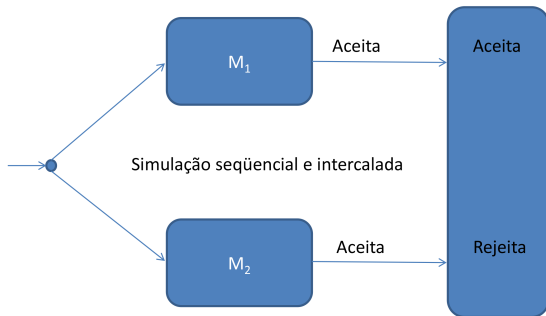 Aceita
Aceita
M1
Simulação seqüencial e intercalada
Aceita
Rejeita
M2